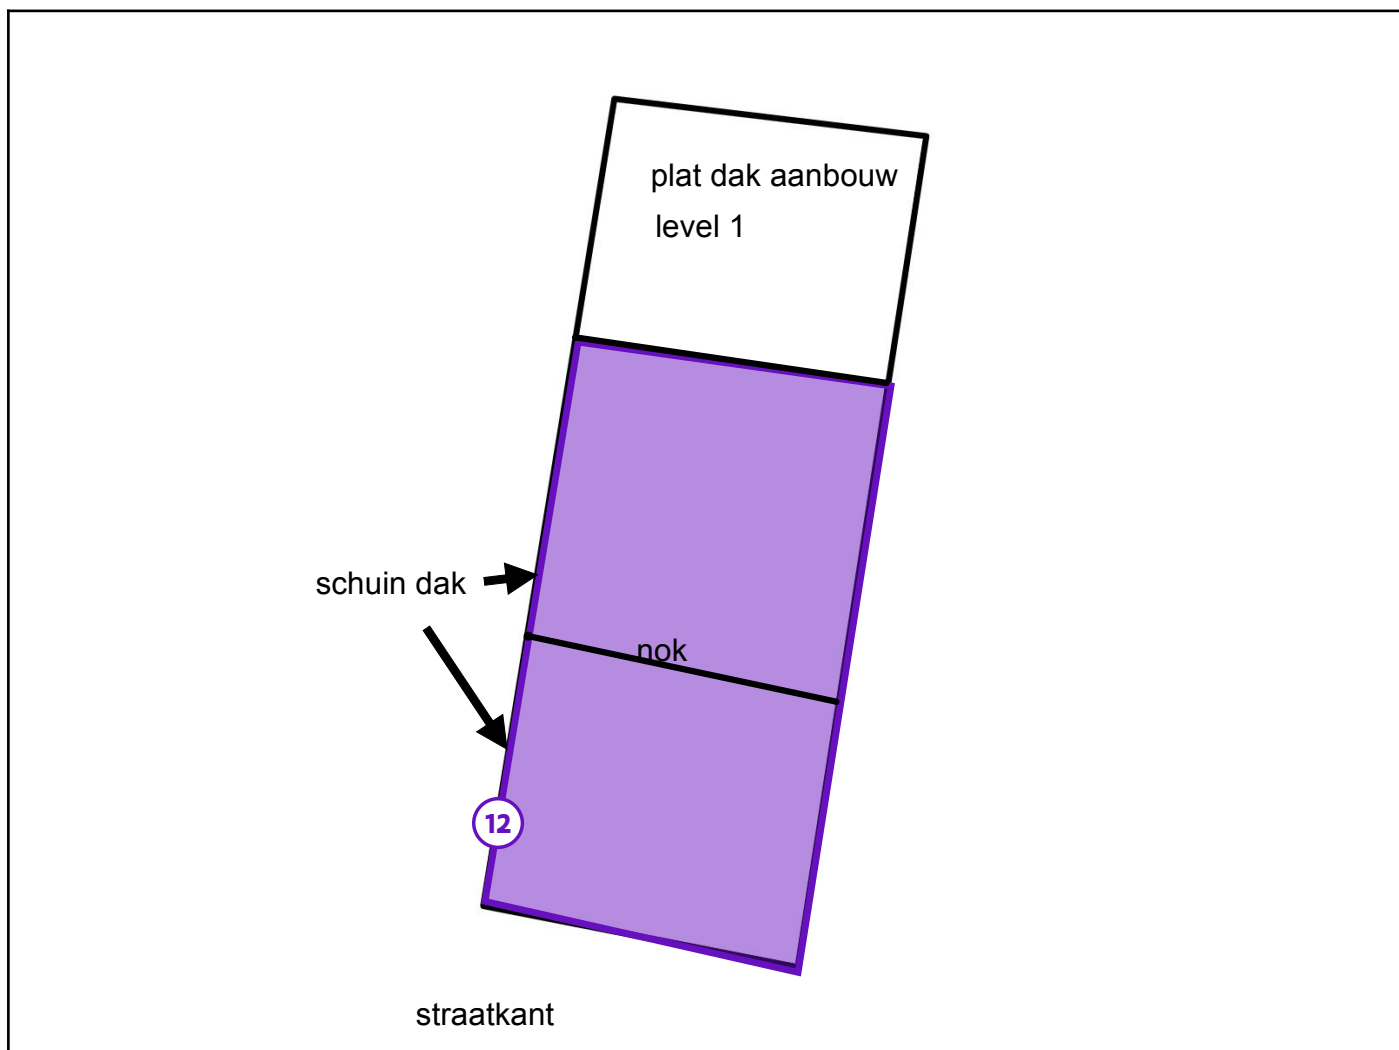 plat dak aanbouw
level 1
schuin dak
nok
12
straatkant